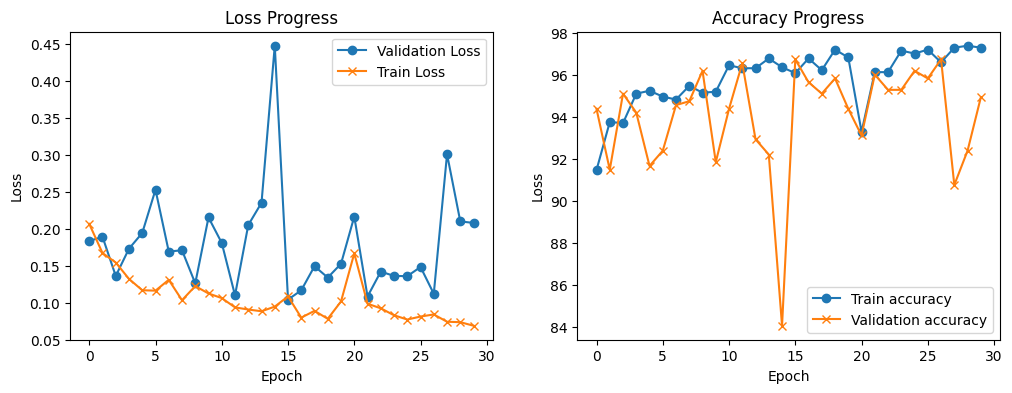 Loss Progress
Validation Loss
Train Loss
0.45
0.40
0.35
0.30
0.25
0.20
0.15
0.10
0.05
Loss
0 5 10 15 20 25 30
Epoch
Accuracy Progress
98
96
94
92
90
88
86
84
Loss
Train accuracy
Validation accuracy
0 5 10 15 20 25 30
Epoch